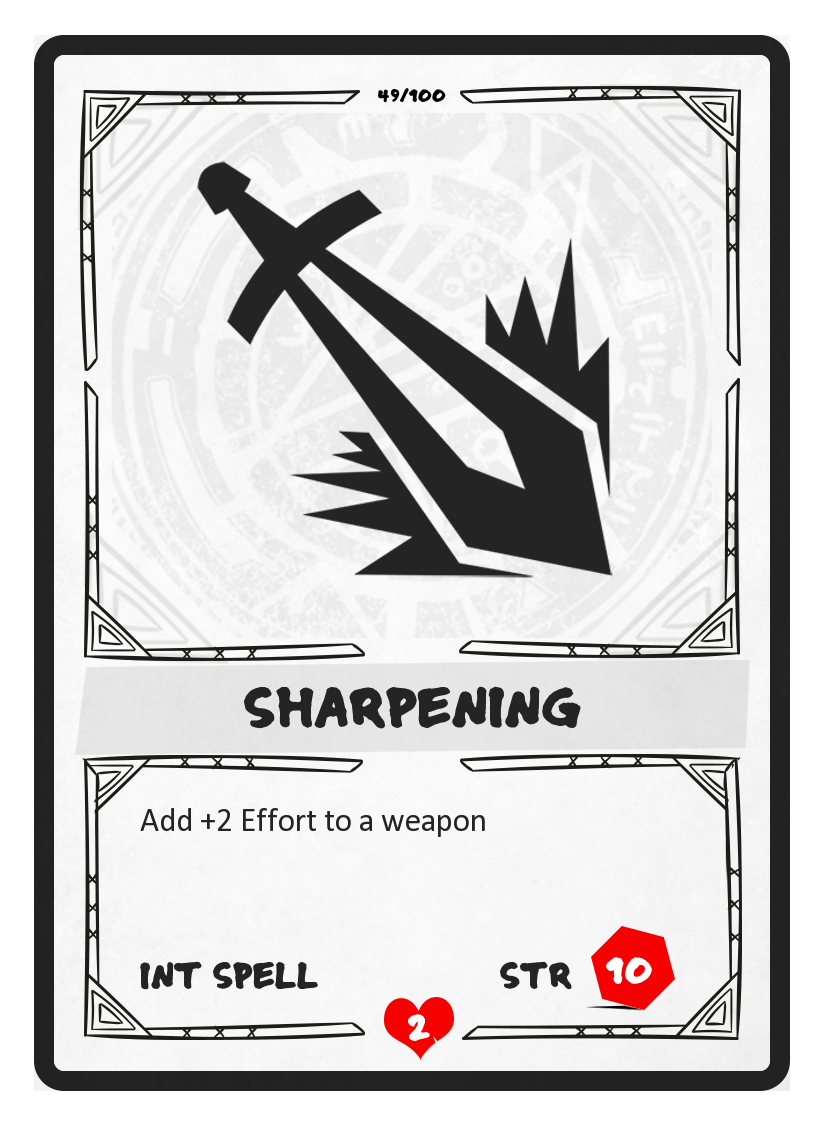 49/100
SHARPENING
Add +2 Effort to a weapon
INT SPELL
STR 10
2